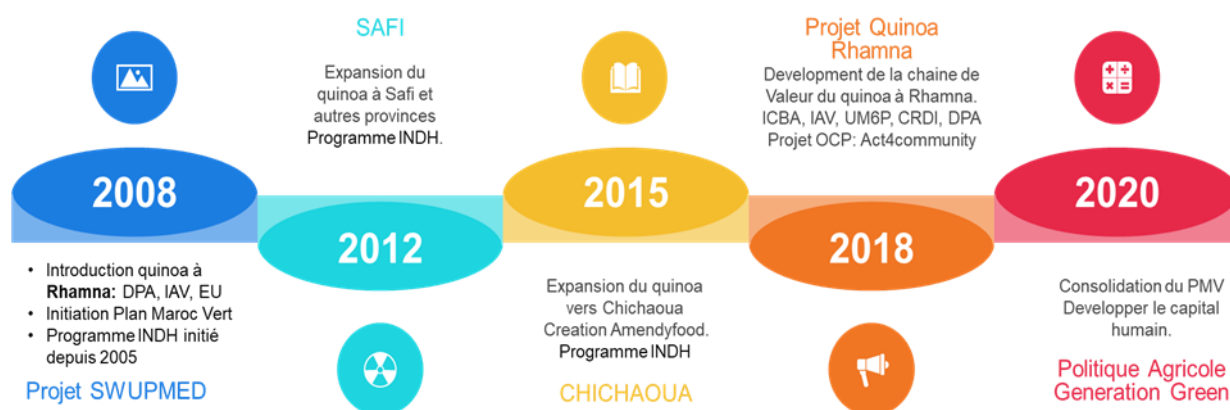 2008
• Introduction quinoa à
Rhamna: DPA, IAV, EU
• Initiation Plan Maroc Vert
• Programme INDH initié
depuis 2005
Projet SWUPMED
SAFI
Expansion du
quinoa à Safi et
autres provinces
Programme INDH.
2012
2015
Expansion du quinoa
vers Chichaoua
Creation Amendyfood.
Programme INDH
CHICHAOUA
Projet Quinoa
Rhamna
Development de la chaine de
Valeur du quinoa à Rhamna.
ICBA, IAV, UM6P, CRDI, DPA
Projet OCP: Act4community
2018
2020
Consolidation du PMV
Developper le capital
humain.
Politique Agricole
Generation Green